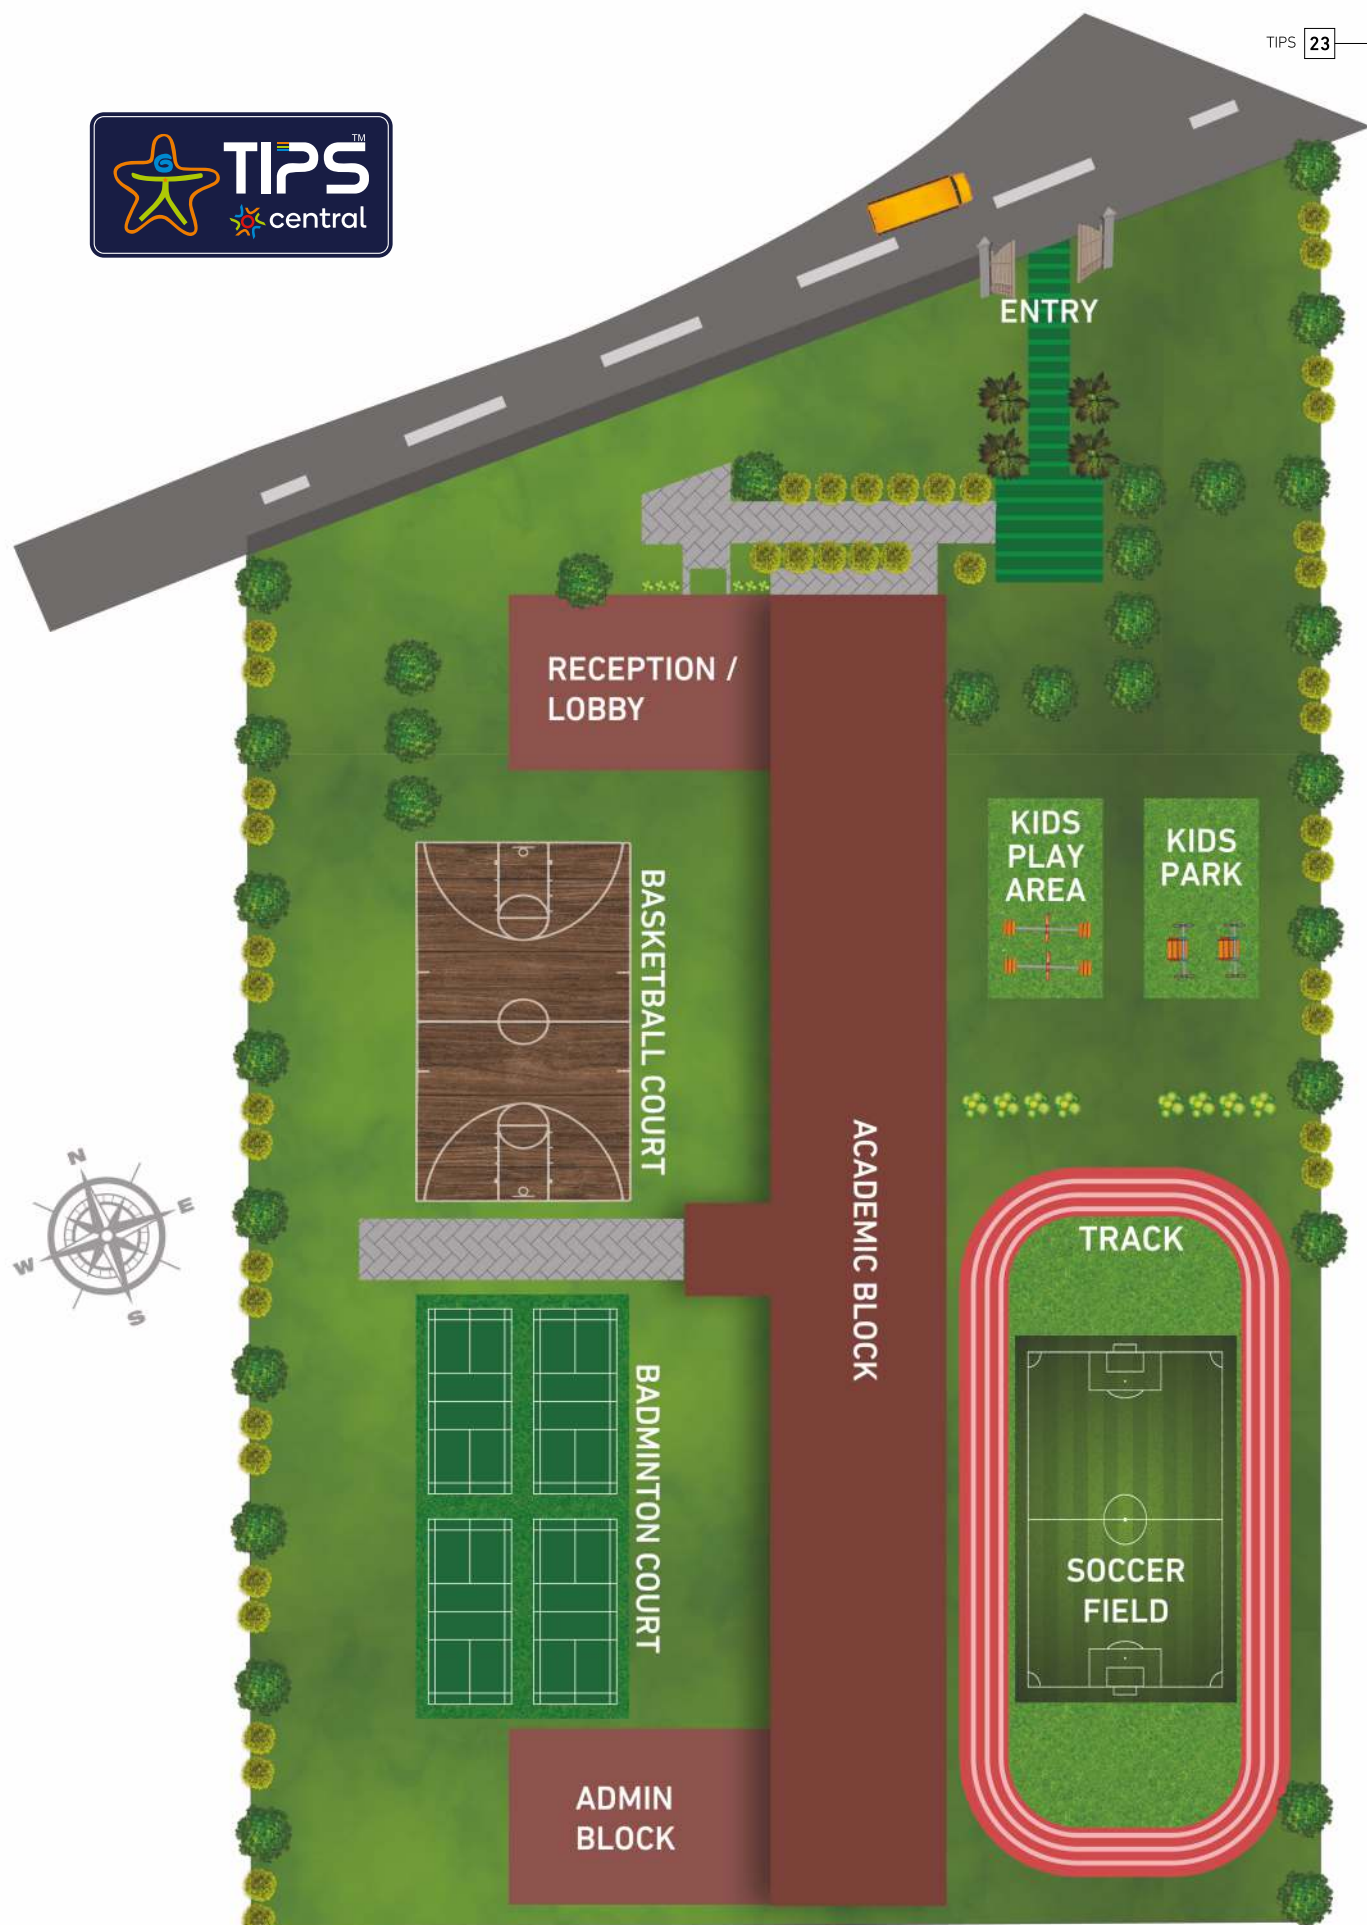 TIPS 23
TIPS™
central
ENTRY
RECEPTION /
LOBBY
KIDS
PLAY
AREA
KIDS
PARK
BASKETBALL COURT
ACADEMIC BLOCK
N
E
W
S
TRACK
BADMINTON COURT
SOCCER
FIELD
ADMIN
BLOCK